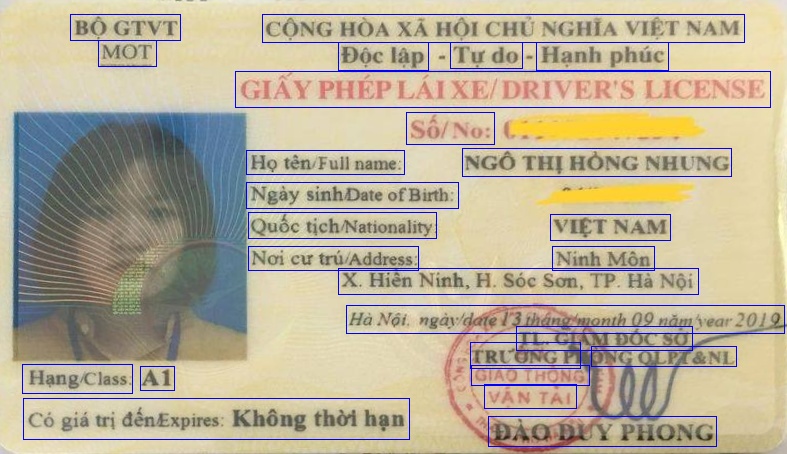 BỘ GTVT
MOT
CỘNG HÒA XÃ HỘI CHỦ NGHĨA VIỆT NAM
Độc lập - Tự do - Hạnh phúc
GIẤY PHÉP LÁI XE/ DRIVER'S LICENSE
Số/No:
Họ tên/Full name: NGÔ THỊ HỒNG NHUNG
Ngày sinh/Date of Birth:
Quốc tịch/Nationality: VIỆT NAM
Nơi cư trú/Address: Ninh Môn
X. Hiền Ninh, H. Sóc Sơn, TP. Hà Nội
Hà Nội, ngày/date 13 tháng/month 09 năm/year 2019
TL. GIÁM ĐỐC SỞ
TRƯỞNG PHÒNG QLPT&NL
GIAO THÔNG
VẬN TẢI
Hạng/Class: A1
Có giá trị đến/Expires: Không thời hạn
ĐÀO DUY PHONG